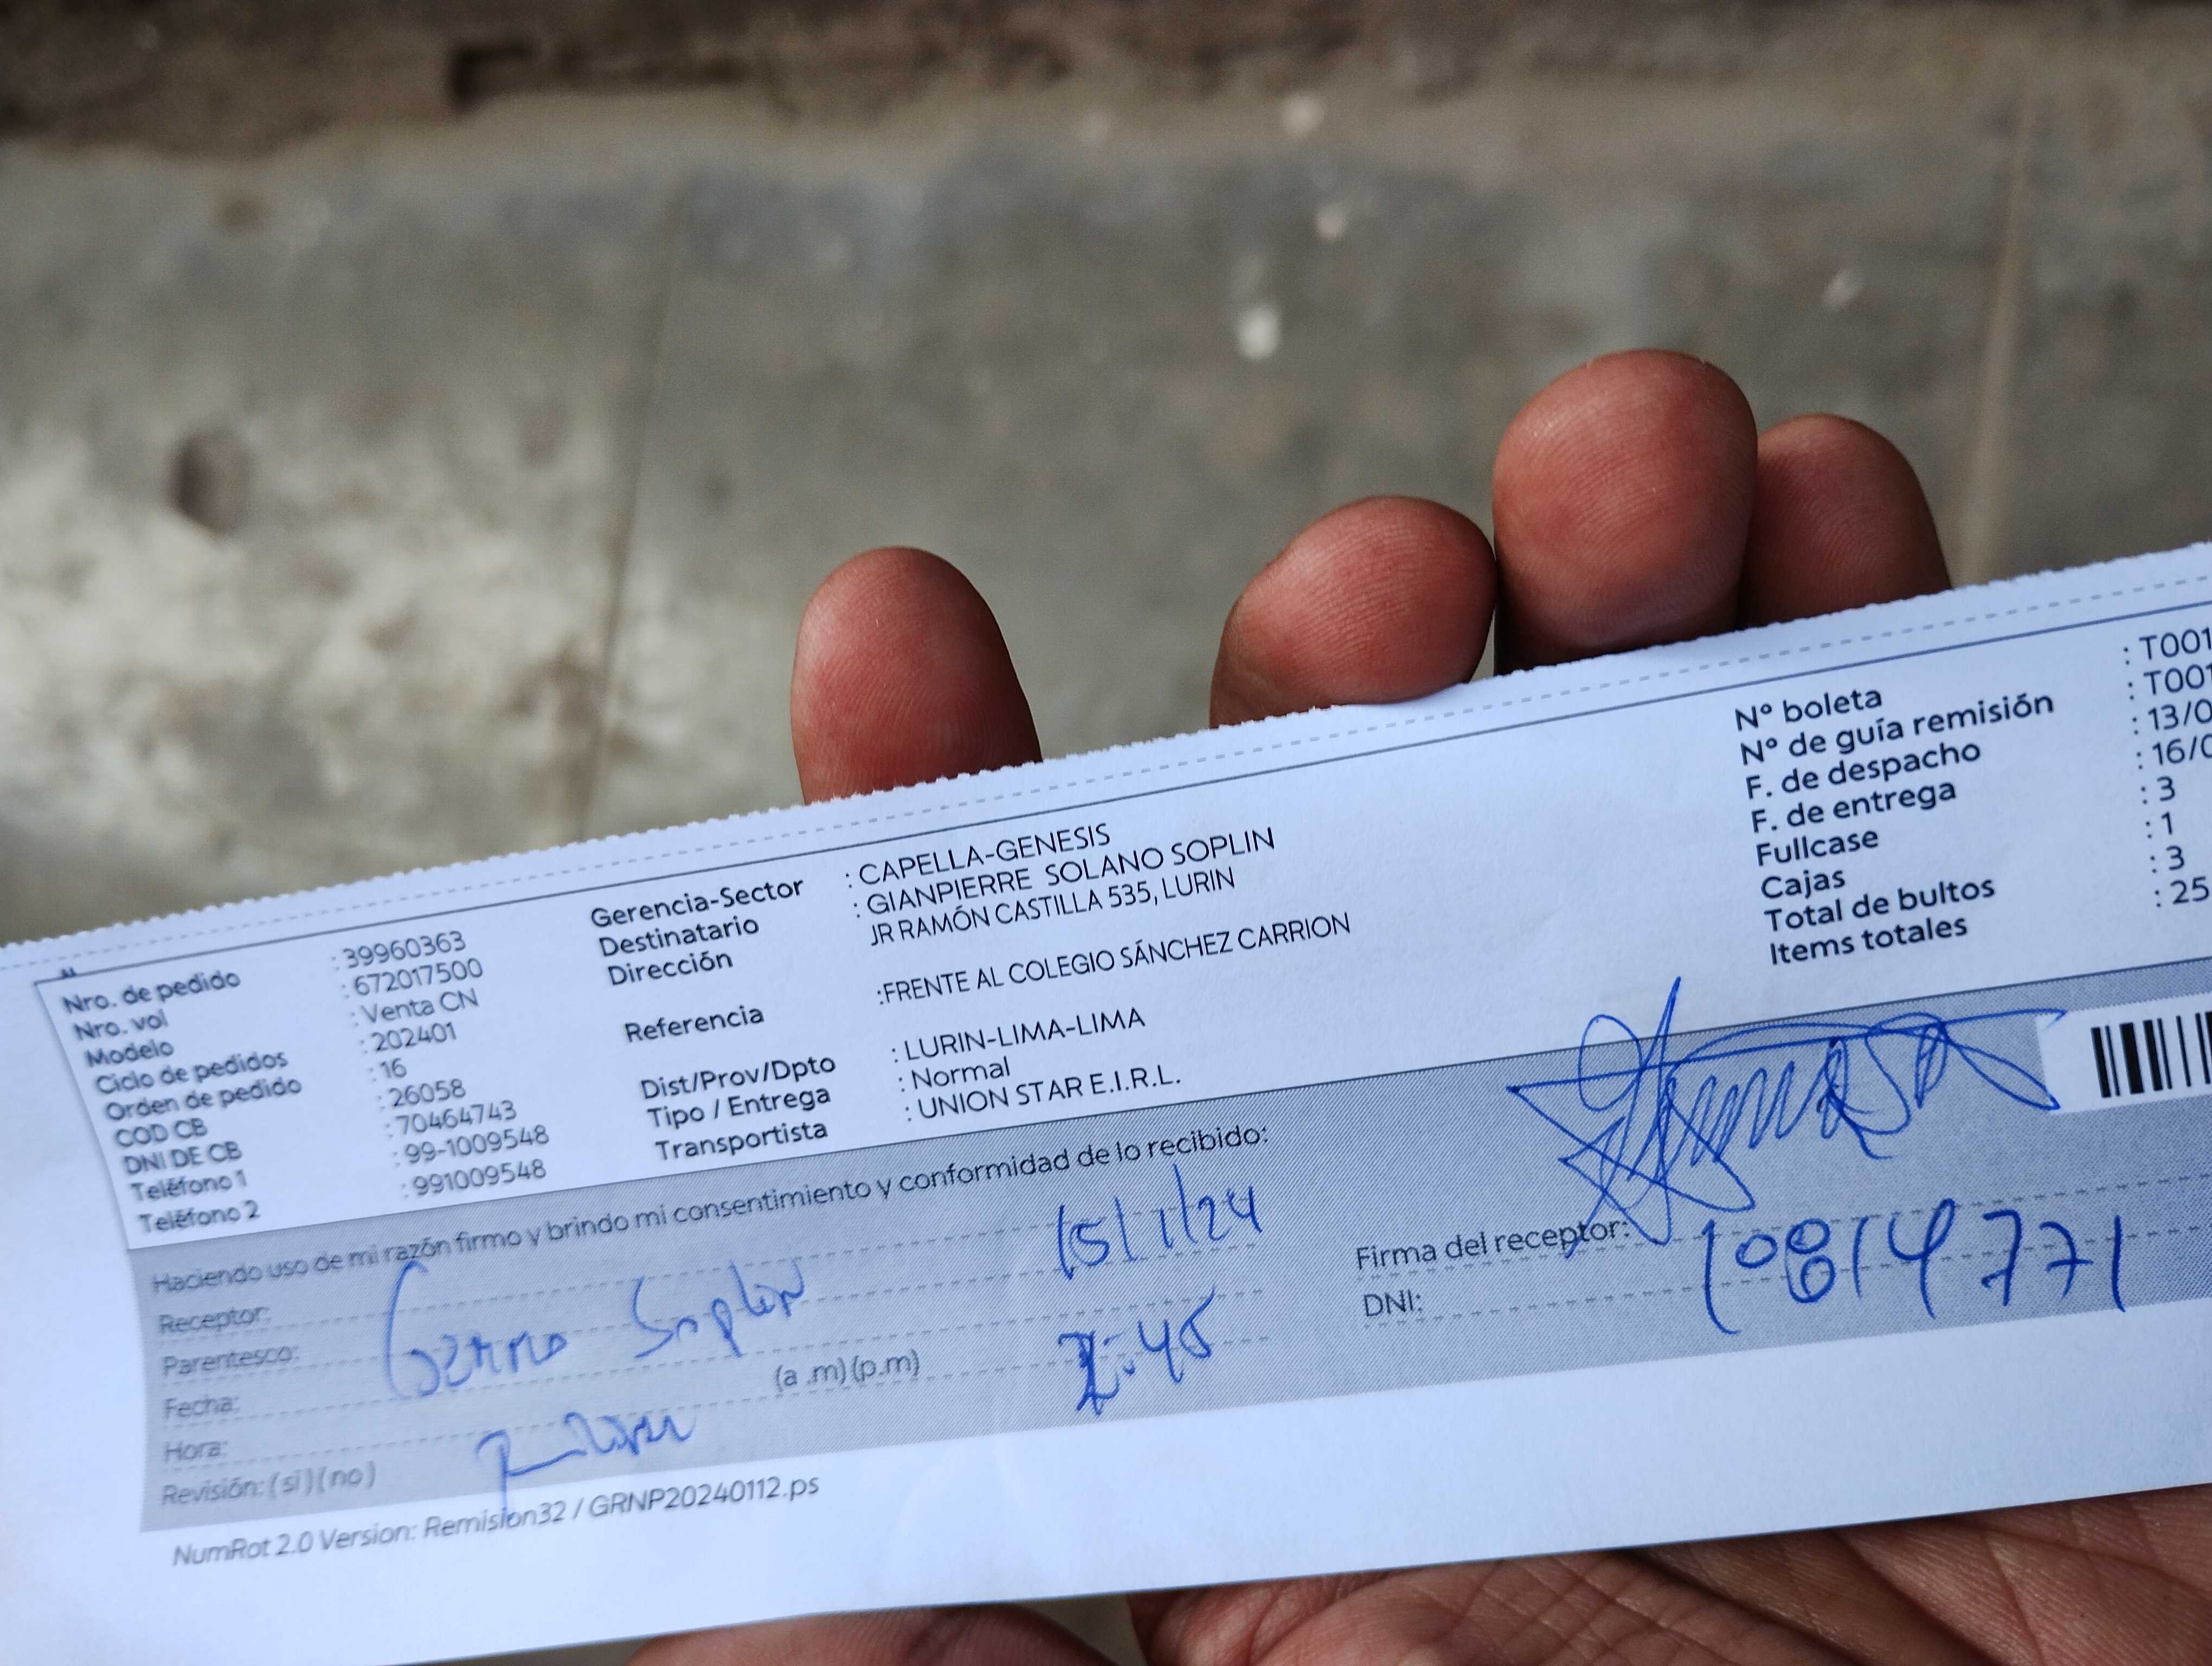 Nro. de pedido : 39960363
Nro. vol : 672017500
Modelo : Venta CN
Ciclo de pedidos : 202401
Orden de pedido : 16
COD CB : 26058
DNI DE CB : 70464743
Teléfono 1 : 99-1009548
Teléfono 2 : 991009548
Gerencia-Sector : CAPELLA-GENESIS
Destinatario : GIANPIERRE SOLANO SOPLIN
Dirección JR RAMÓN CASTILLA 535, LURIN
Referencia :FRENTE AL COLEGIO SÁNCHEZ CARRION
Dist/Prov/Dpto : LURIN-LIMA-LIMA
Tipo / Entrega : Normal
Transportista : UNION STAR E.I.R.L.
N° boleta : T001
N° de guía remisión : T001
F. de despacho : 13/0
F. de entrega : 16/0
Fullcase : 3
Cajas : 1
Total de bultos : 3
Items totales : 25
Haciendo uso de mi razón firmo y brindo mi consentimiento y conformidad de lo recibido:
Receptor: Soplin
Parentesco:
Fecha: 15/1/24
Hora: (a .m) (p.m) :45
Revisión: ( si ) ( no )
Firma del receptor:
DNI: 10814771
NumRot 2.0 Version: Remision32 / GRNP20240112.ps